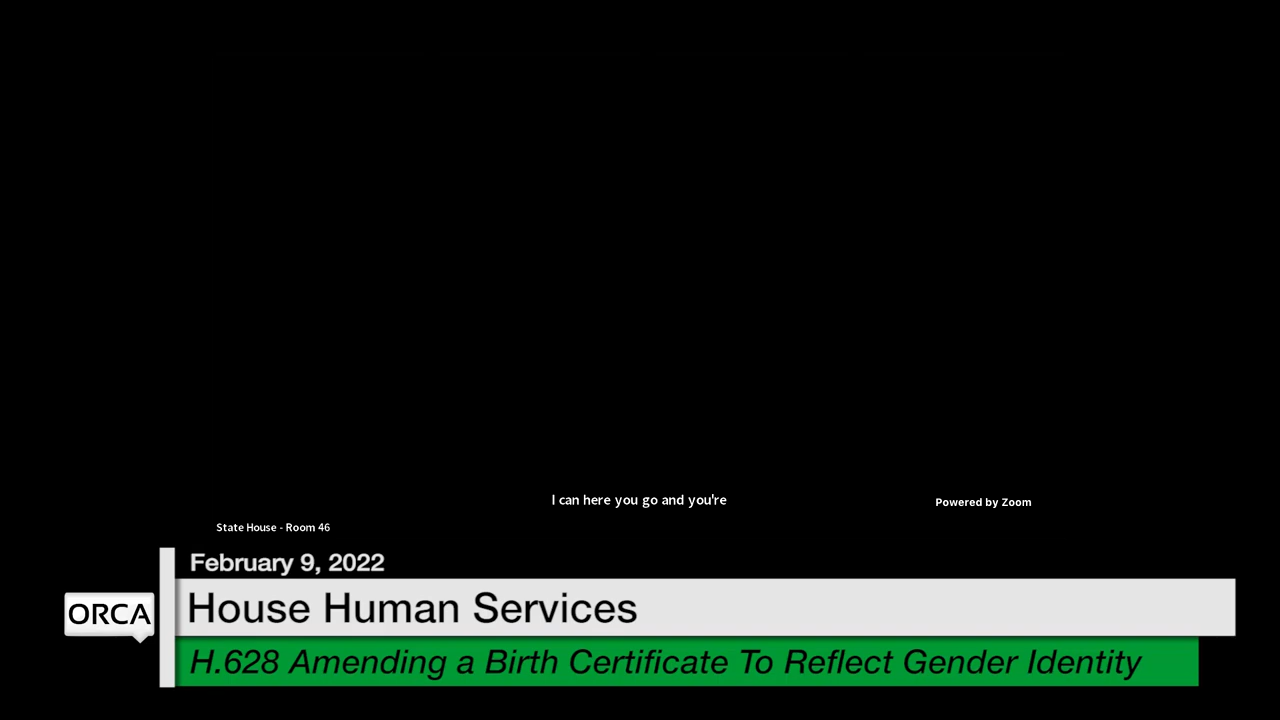 I can here you go and you're
Powered by Zoom
State House - Room 46
February 9, 2022
ORCA
House Human Services
H.628 Amending a Birth Certificate To Reflect Gender Identity